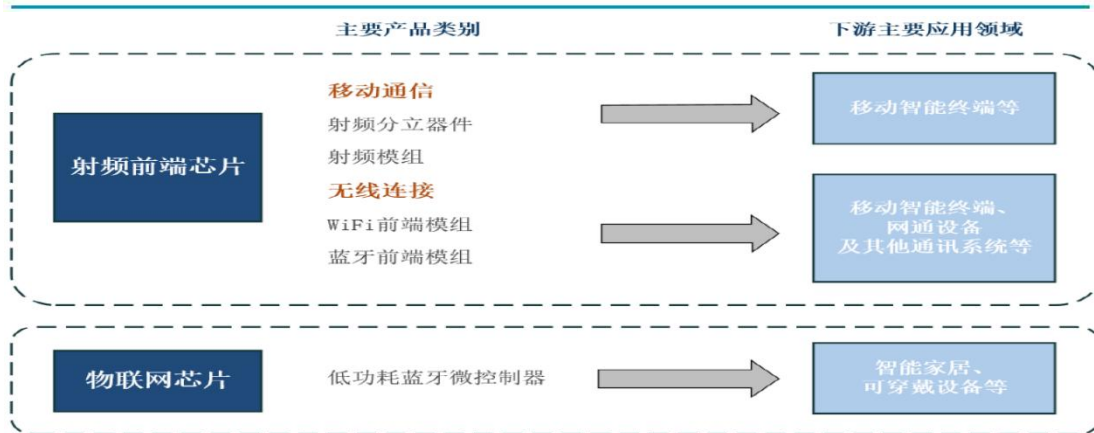 主要产品类别
下游主要应用领域
射频前端芯片
移动通信
射频分立器件
射频模组
移动智能终端等
无线连接
WiFi前端模组
蓝牙前端模组
移动智能终端、
网通设备
及其他通讯系统等
物联网芯片
低功耗蓝牙微控制器
智能家居、
可穿戴设备等